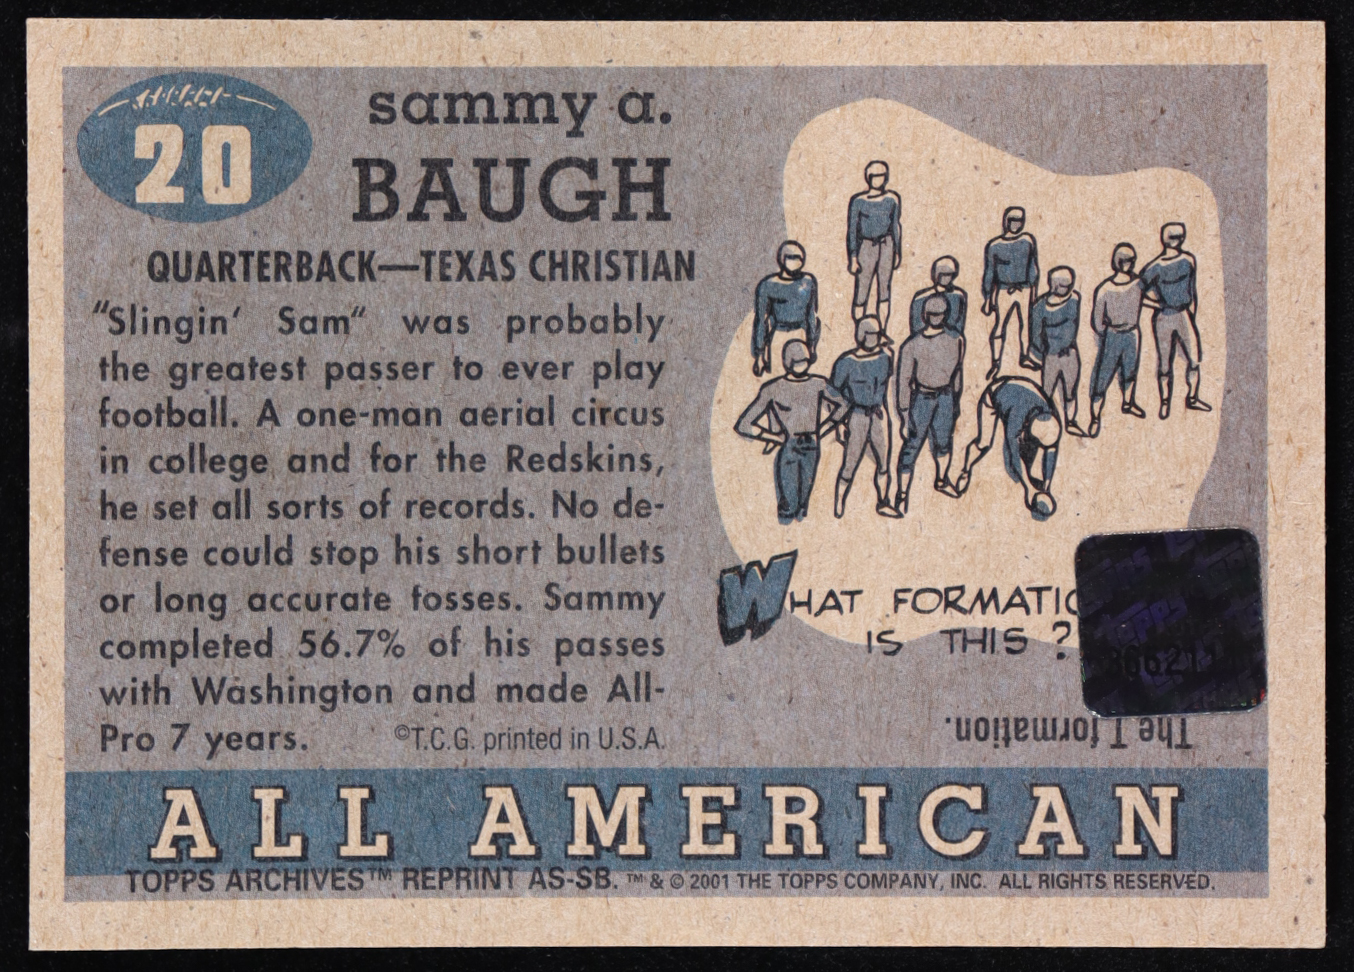 20
sammy a.
BAUGH
QUARTERBACK—TEXAS CHRISTIAN
"Slingin' Sam" was probably
the greatest passer to ever play
football. A one-man aerial circus
in college and for the Redskins,
he set all sorts of records. No de-
fense could stop his short bullets
or long accurate tosses. Sammy
completed 56.7% of his passes
with Washington and made All-
Pro 7 years. ©T.C.G. printed in U.S.A.
WHAT FORMATIO
IS THIS?
The T formation.
ALL AMERICAN
TOPPS ARCHIVES™ REPRINT AS-SB. ™ & © 2001 THE TOPPS COMPANY, INC. ALL RIGHTS RESERVED.